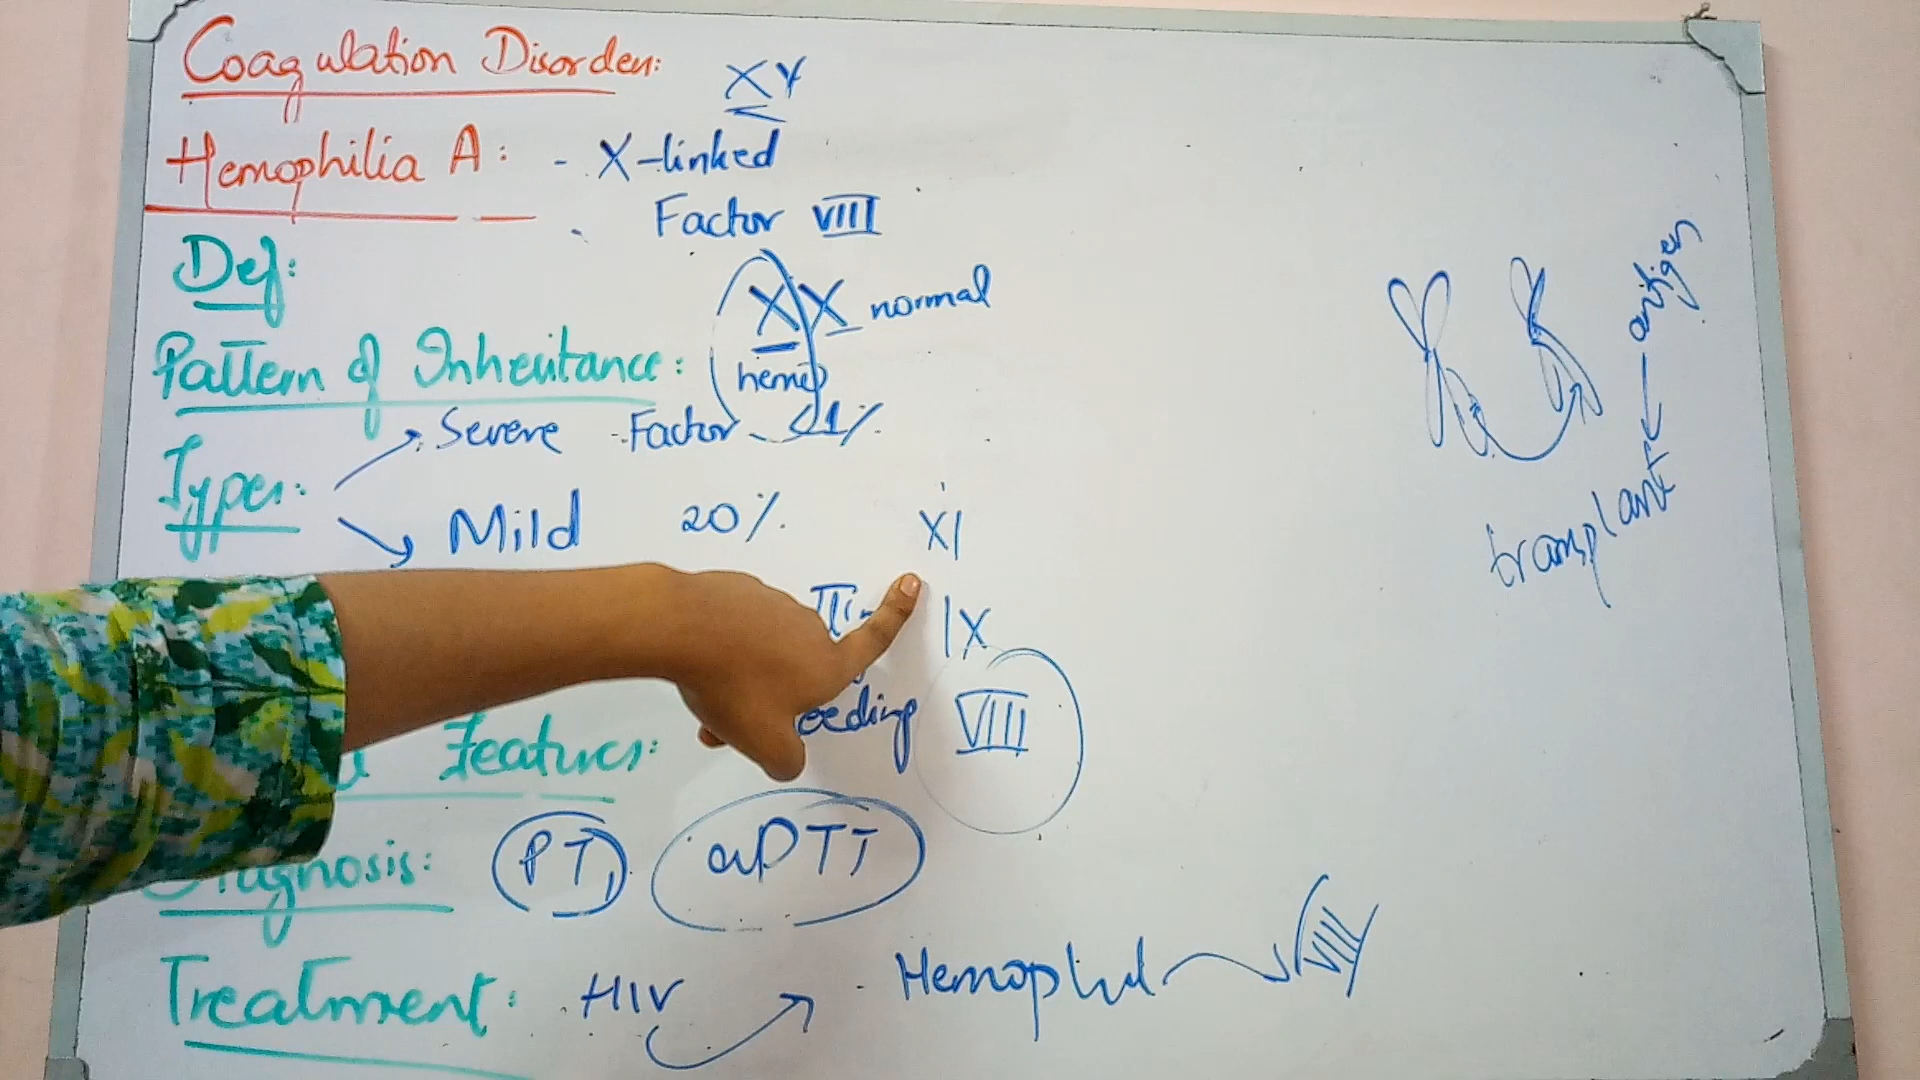 Coagulation Disorder:
XY
Hemophilia A: - X-linked
Factor VIII
Def:
X X normal
Pattern of Inheritance: hemo
Severe - Factor <1%
Types:
Mild 20% XI
IX
eeding VIII
Features:
Diagnosis: PT, aPTT
Treatment: HIV
Hemophil VIII
antigen
transplant